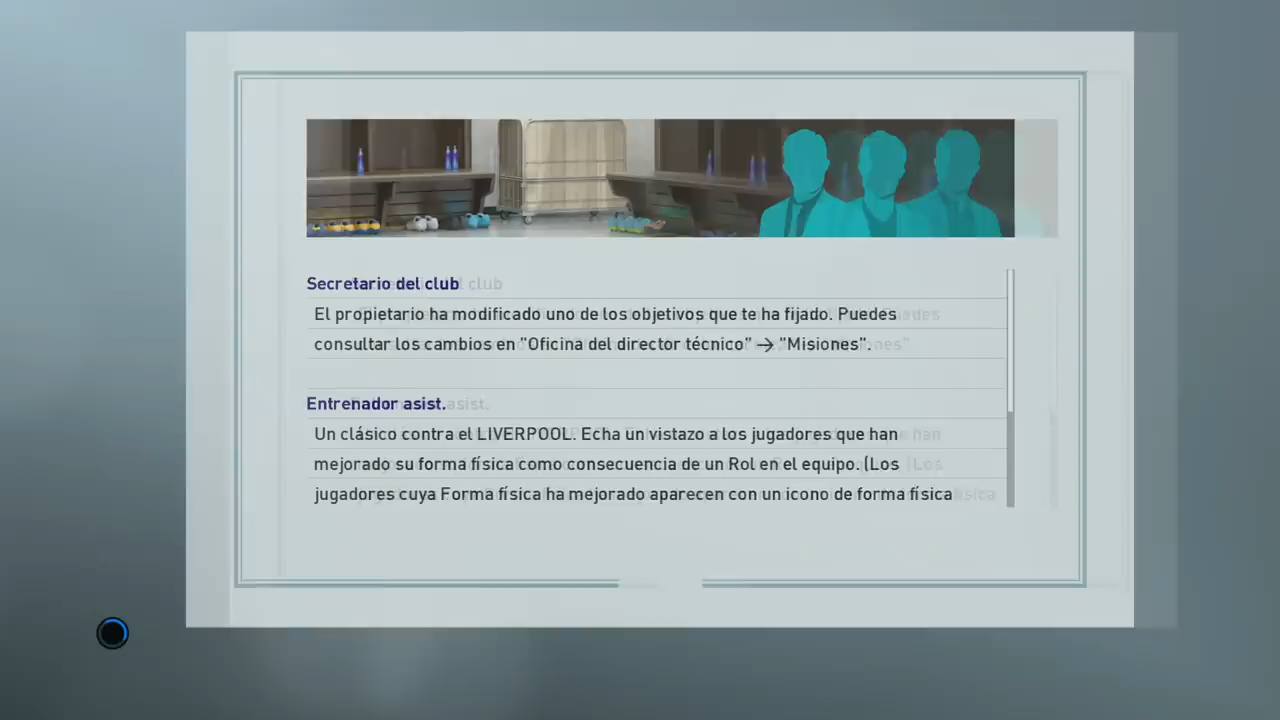 Secretario del club
El propietario ha modificado uno de los objetivos que te ha fijado. Puedes
consultar los cambios en "Oficina del director técnico" → "Misiones".
Entrenador asist.
Un clásico contra el LIVERPOOL. Echa un vistazo a los jugadores que han
mejorado su forma física como consecuencia de un Rol en el equipo. (Los
jugadores cuya Forma física ha mejorado aparecen con un icono de forma física